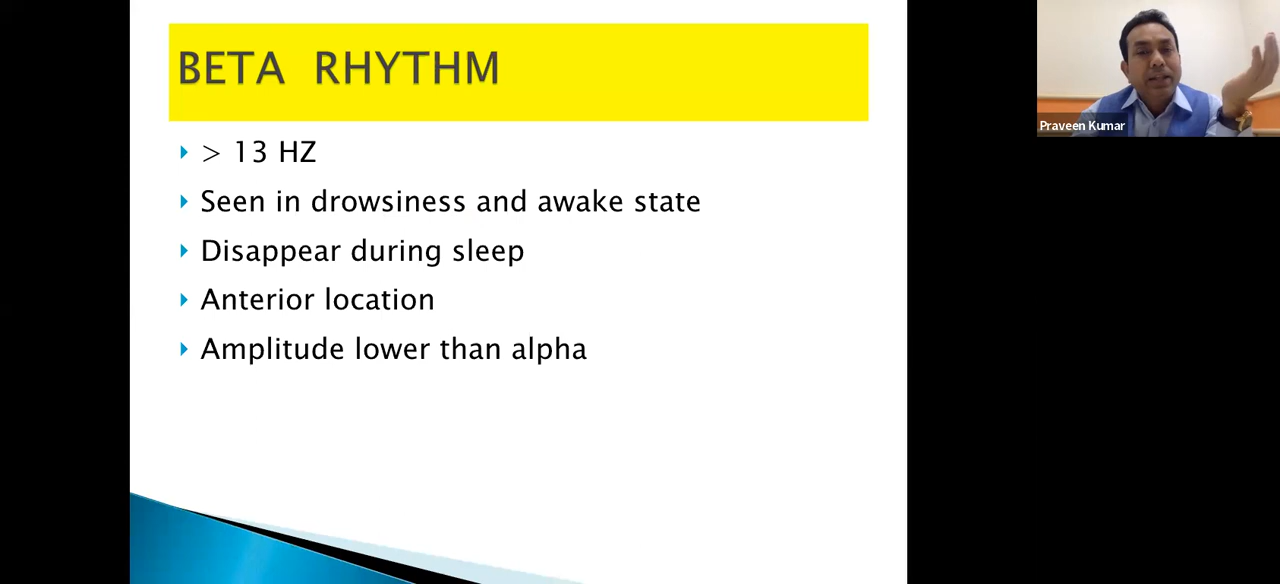 BETA RHYTHM
> 13 HZ
Seen in drowsiness and awake state
Disappear during sleep
Anterior location
Amplitude lower than alpha
Praveen Kumar